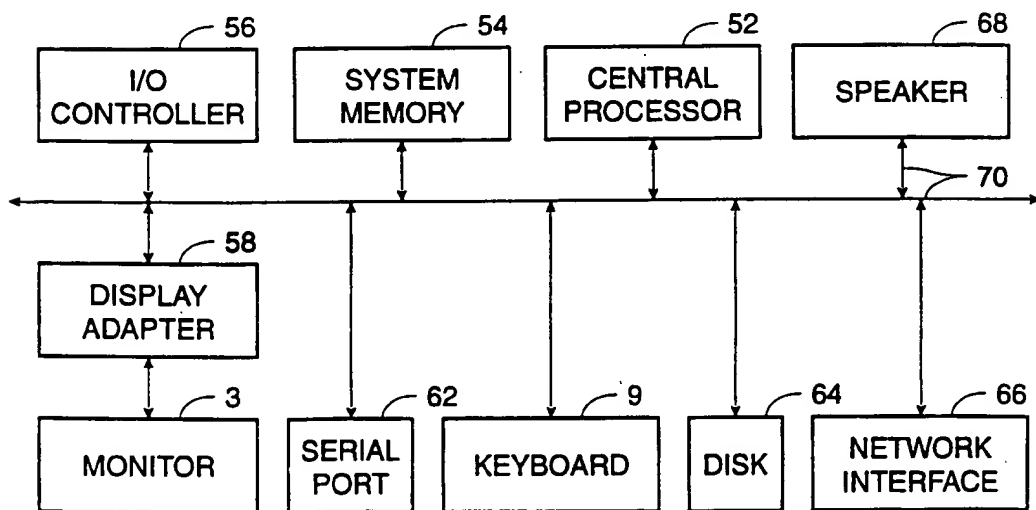 56
I/O
CONTROLLER
54
SYSTEM
MEMORY
52
CENTRAL
PROCESSOR
68
SPEAKER
70
58
DISPLAY
ADAPTER
3
MONITOR
62
SERIAL
PORT
9
KEYBOARD
64
DISK
66
NETWORK
INTERFACE